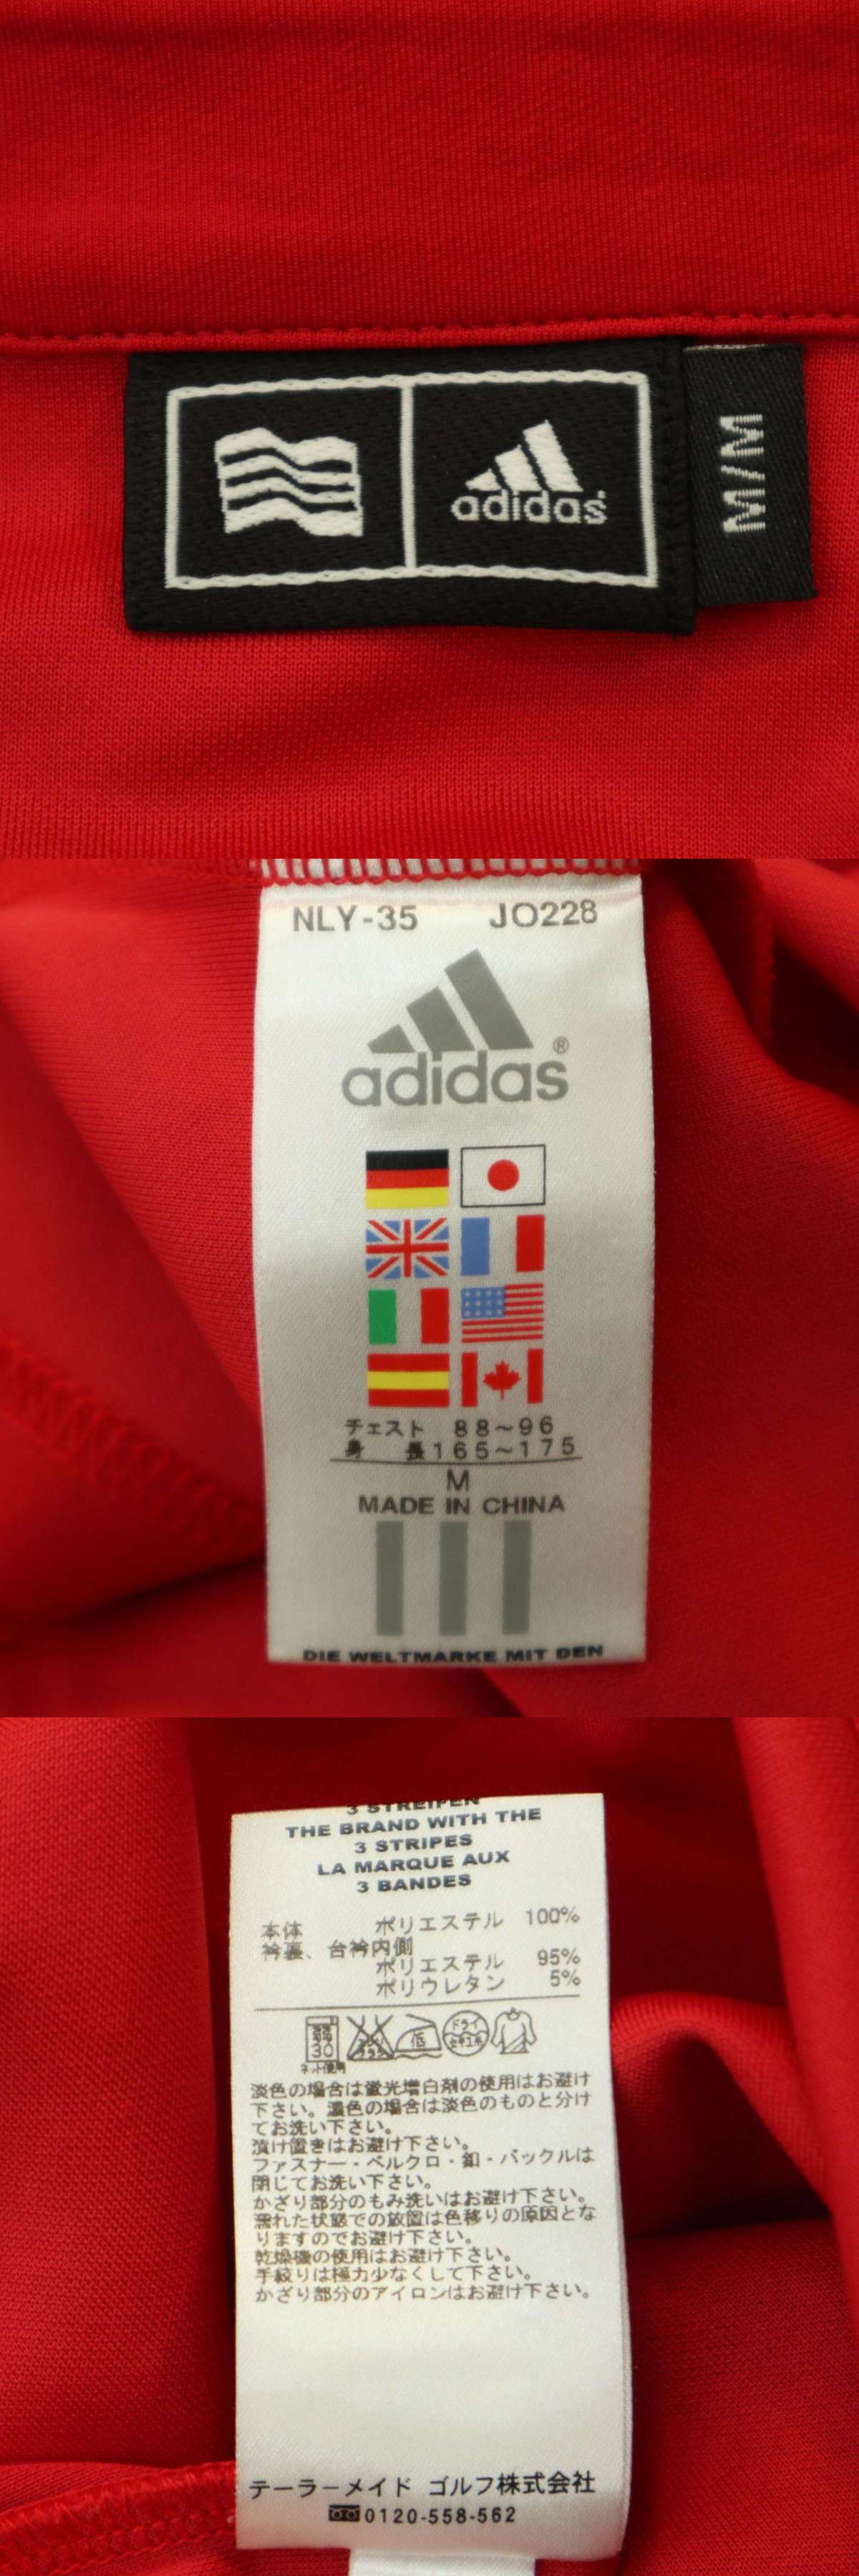 adidas
M/M
NLY-35 JO228
adidas®
チェスト 88~96
身 長165~175
M
MADE IN CHINA
DIE WELTMARKE MIT DEN
3 STREIFEN
THE BRAND WITH THE
3 STRIPES
LA MARQUE AUX
3 BANDES
本体 ポリエステル 100%
衿裏、台衿内側
ポリエステル 95%
ポリウレタン 5%
30 低 ドライ
ネット使用
淡色の場合は蛍光増白剤の使用はお避け
下さい。濃色の場合は淡色のものと分け
てお洗い下さい。
漬け置きはお避け下さい。
ファスナー・ベルクロ・釦・バックルは
閉じてお洗い下さい。
かざり部分のもみ洗いはお避け下さい。
濡れた状態での放置は色移りの原因とな
りますのでお避け下さい。
乾燥機の使用はお避け下さい。
手絞りは極力少なくして下さい。
かざり部分のアイロンはお避け下さい。
テーラーメイド ゴルフ株式会社
0120-558-562